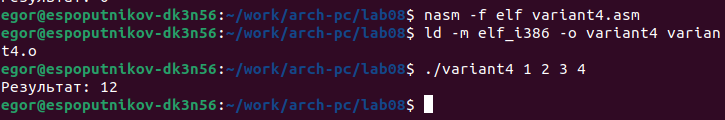 egor@espoputnikov-dk3n56:~/work/arch-pc/lab08$ nasm -f elf variant4.asm
egor@espoputnikov-dk3n56:~/work/arch-pc/lab08$ ld -m elf_i386 -o variant4 varian
t4.o
egor@espoputnikov-dk3n56:~/work/arch-pc/lab08$ ./variant4 1 2 3 4
Результат: 12
egor@espoputnikov-dk3n56:~/work/arch-pc/lab08$